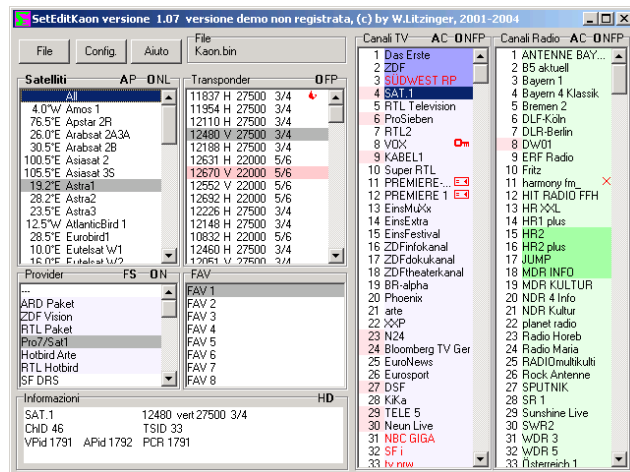 SetEditKaon versione 1.07 versione demo non registrata, (c) by W.Litzinger, 2001-2004
File Config. Aiuto
File
Kaon.bin
Satelliti AP ONL
All
4.0°W Amos 1
76.5°E Apstar 2R
26.0°E Arabsat 2A3A
30.5°E Arabsat 2B
100.5°E Asiasat 2
105.5°E Asiasat 3S
19.2°E Astra1
28.2°E Astra2
23.5°E Astra3
12.5°W AtlanticBird 1
28.5°E Eurobird1
10.0°E Eutelsat W1
16.0°E Eutelsat W2
Transponder OFP
11837 H 27500 3/4
11954 H 27500 3/4
12110 H 27500 3/4
12480 V 27500 3/4
12188 H 27500 3/4
12631 H 22000 5/6
12670 V 22000 5/6
12552 V 22000 5/6
12692 H 22000 5/6
12226 H 27500 3/4
12148 H 27500 3/4
10832 H 22000 5/6
12460 H 27500 3/4
12051 V 27500 3/4
Provider FS ON
---
ARD Paket
ZDF Vision
RTL Paket
Pro7/Sat1
Hotbird Arte
RTL Hotbird
SF DRS
FAV
FAV 1
FAV 2
FAV 3
FAV 4
FAV 5
FAV 6
FAV 7
FAV 8
Informazioni HD
SAT.1 12480 vert 27500 3/4
ChID 46 TSID 33
VPid 1791 APid 1792 PCR 1791
Canali TV AC ONFP
1 Das Erste
2 ZDF
3 SÜDWEST RP
4 SAT.1
5 RTL Television
6 ProSieben
7 RTL2
8 VOX
9 KABEL1
10 Super RTL
11 PREMIERE-...
12 PREMIERE 1
13 EinsMuXx
14 EinsExtra
15 EinsFestival
16 ZDFinfokanal
17 ZDFdokukanal
18 ZDFtheaterkanal
19 BR-alpha
20 Phoenix
21 arte
22 XXP
23 N24
24 Bloomberg TV Ger
25 EuroNews
26 Eurosport
27 DSF
28 KiKa
29 TELE 5
30 Neun Live
31 NBC GIGA
32 SF i
33 tv nrw
Canali Radio AC ONFP
1 ANTENNE BAY...
2 B5 aktuell
3 Bayern 1
4 Bayern 4 Klassik
5 Bremen 2
6 DLF-Köln
7 DLR-Berlin
8 DW01
9 ERF Radio
10 Fritz
11 harmony fm_
12 HIT RADIO FFH
13 HR XXL
14 HR1 plus
15 HR2
16 HR2 plus
17 JUMP
18 MDR INFO
19 MDR KULTUR
20 NDR 4 Info
21 NDR Kultur
22 planet radio
23 Radio Horeb
24 Radio Maria
25 RADIOmultikulti
26 Rock Antenne
27 SPUTNIK
28 SR 1
29 Sunshine Live
30 SWR2
31 WDR 3
32 WDR 5
33 Österreich 1